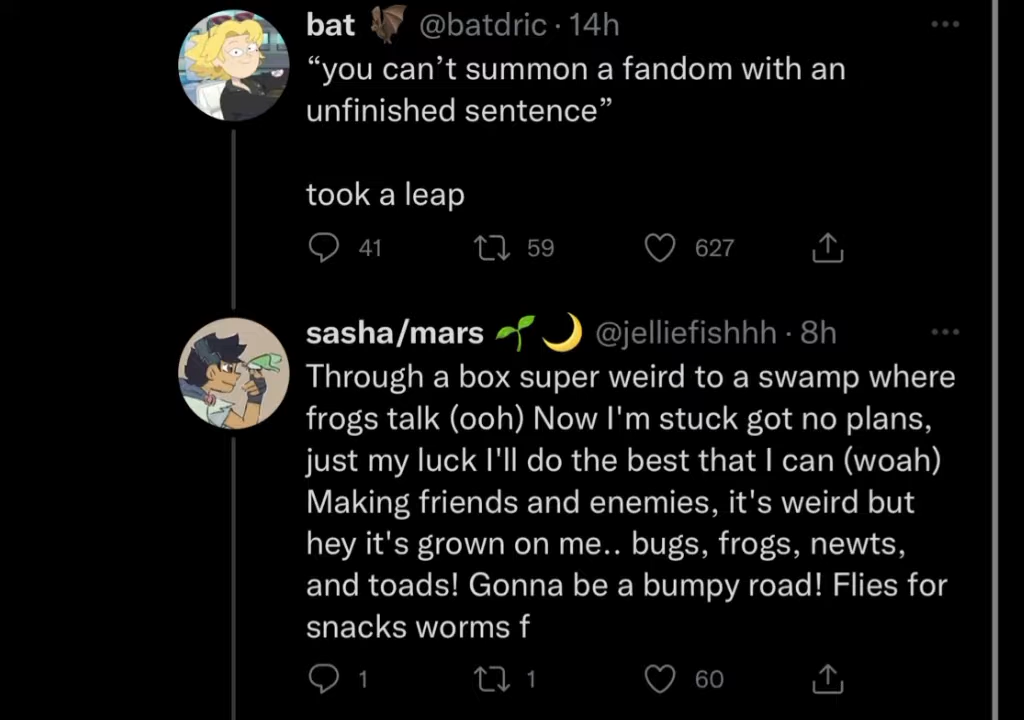 bat 🦇 @batdric · 14h
“you can’t summon a fandom with an
unfinished sentence”
took a leap
41 59 627
sasha/mars 🌱🌙 @jelliefishhh · 8h
Through a box super weird to a swamp where
frogs talk (ooh) Now I'm stuck got no plans,
just my luck I'll do the best that I can (woah)
Making friends and enemies, it's weird but
hey it's grown on me.. bugs, frogs, newts,
and toads! Gonna be a bumpy road! Flies for
snacks worms f
1 1 60